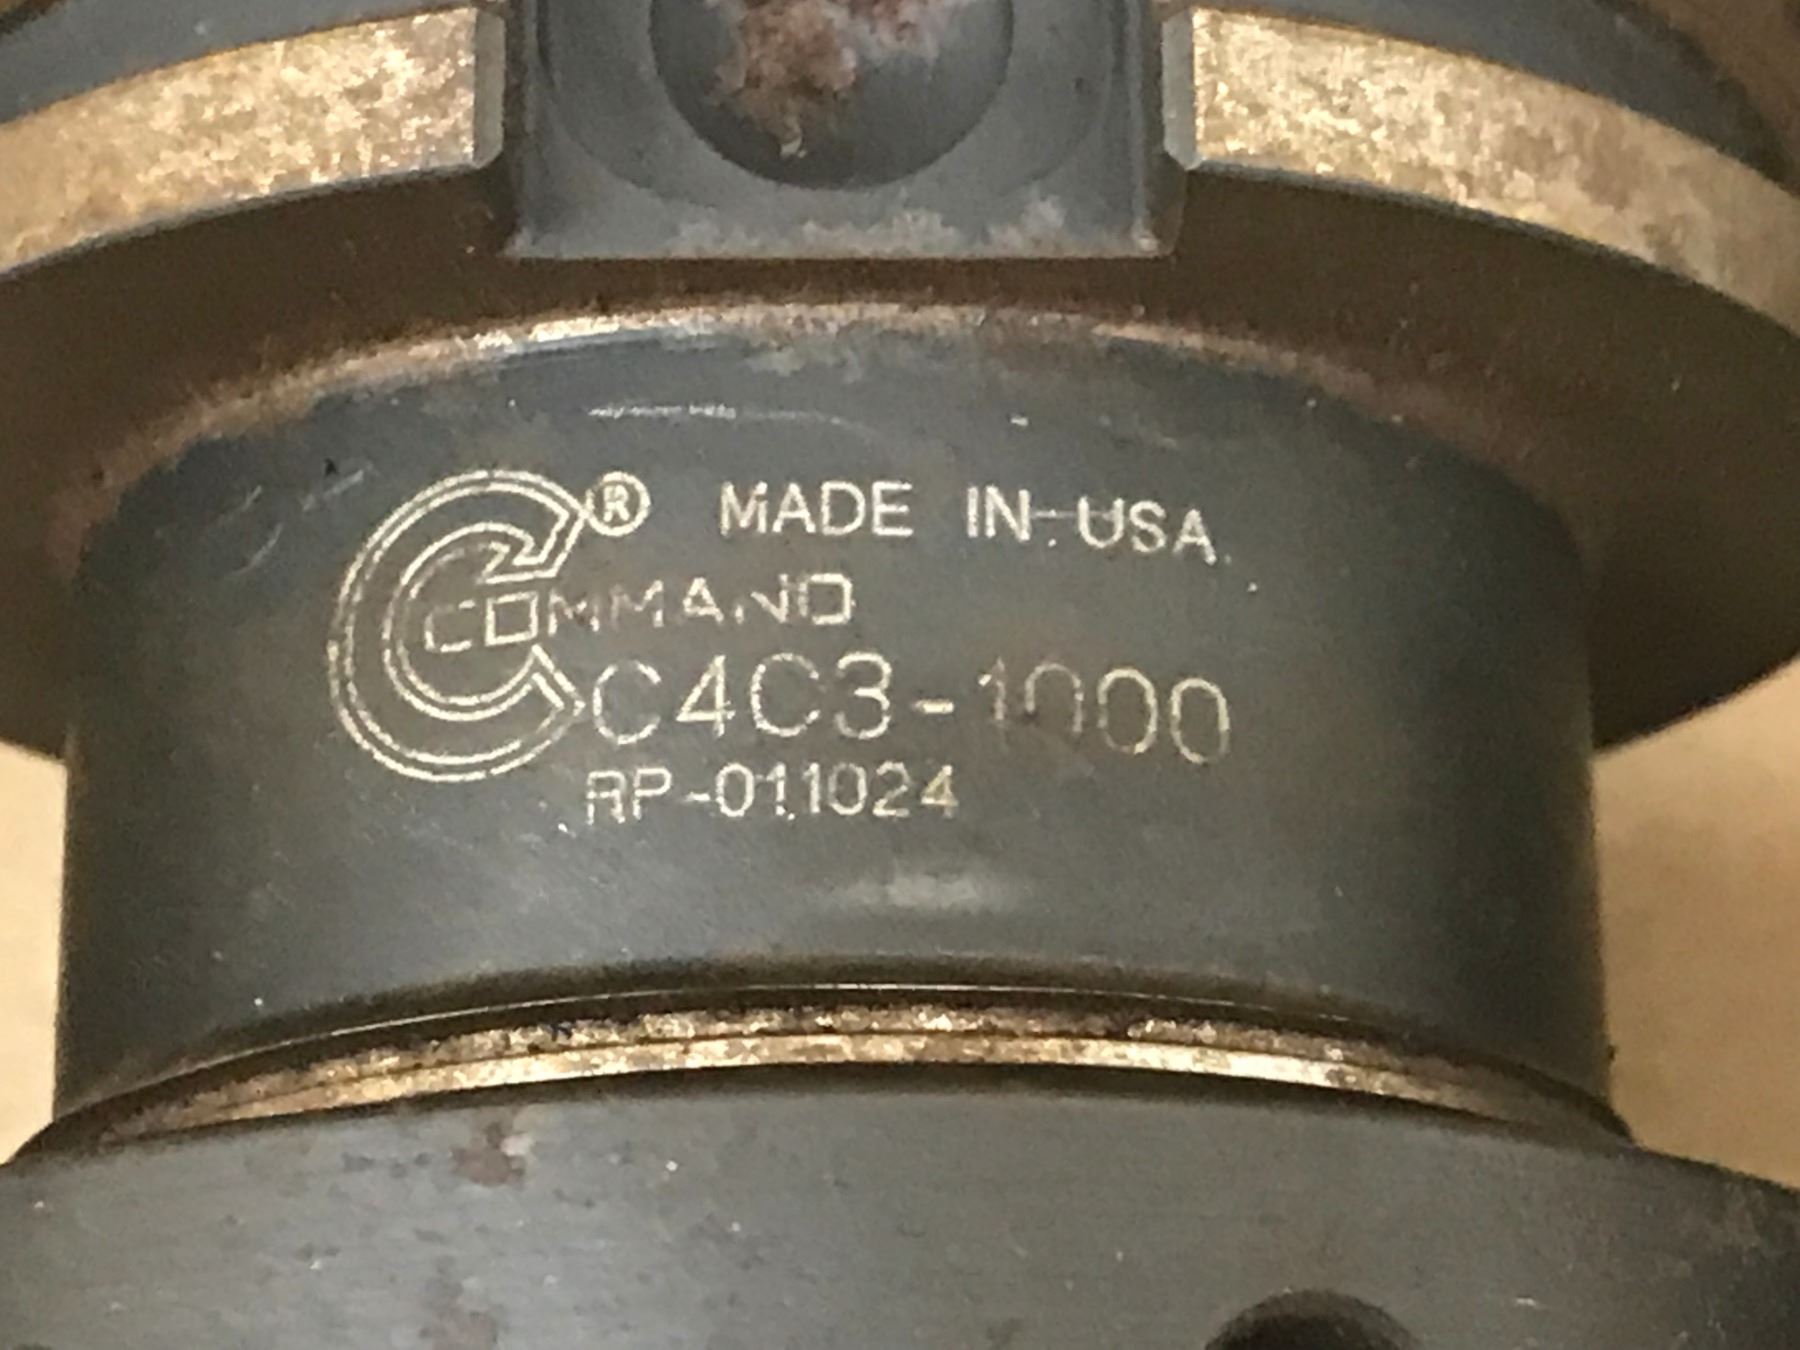 ® MADE IN USA
COMMAND
C4C3-1000
RP-011024